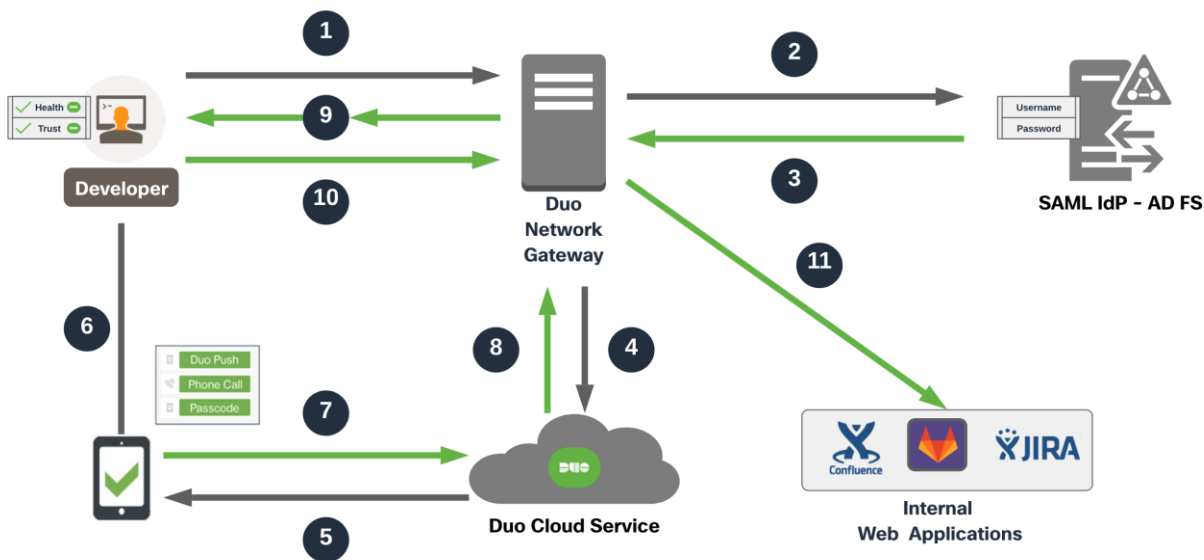 1
2
Health
Trust
>-
9
Username
Password
3
10
Developer
Duo
Network
Gateway
SAML IdP - AD FS
11
6
8
4
Duo Push
Phone Call
Passcode
7
DUO
Confluence
JIRA
5
Duo Cloud Service
Internal
Web Applications